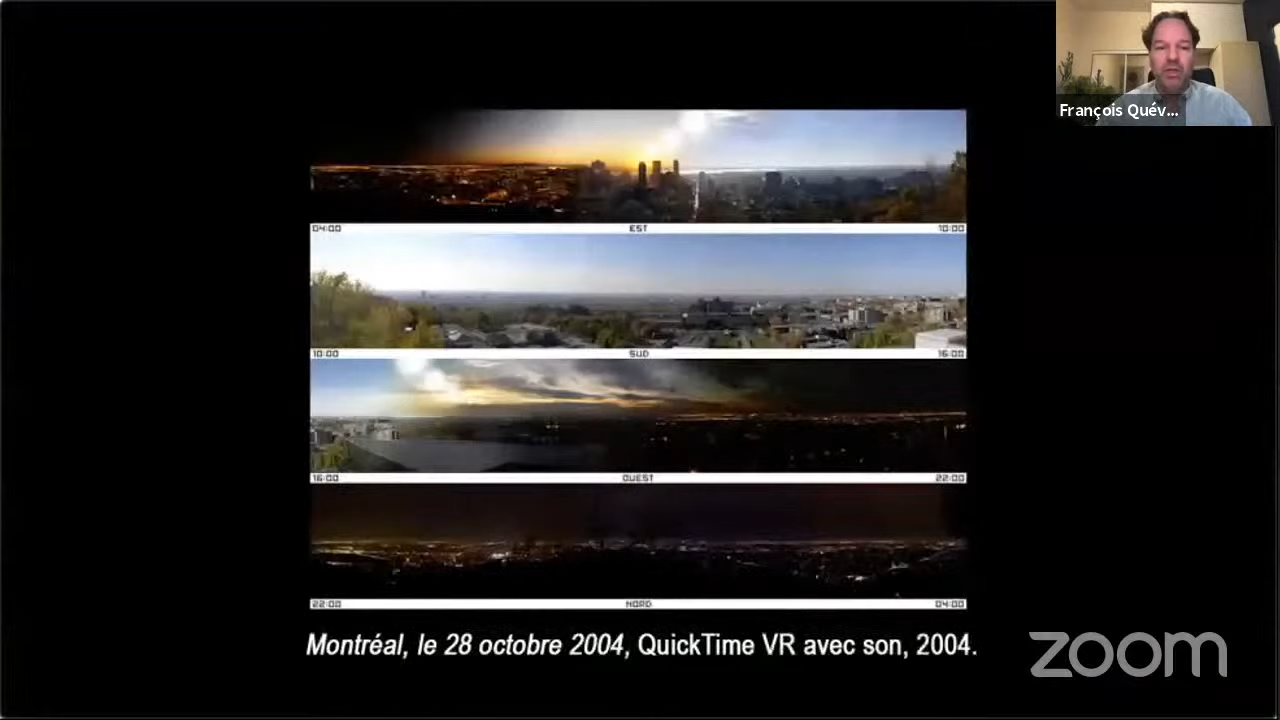 François Quév...
04:00 EST 10:00
10:00 SUD 16:00
16:00 OUEST 22:00
22:00 NORD 04:00
Montréal, le 28 octobre 2004, QuickTime VR avec son, 2004.
zoom